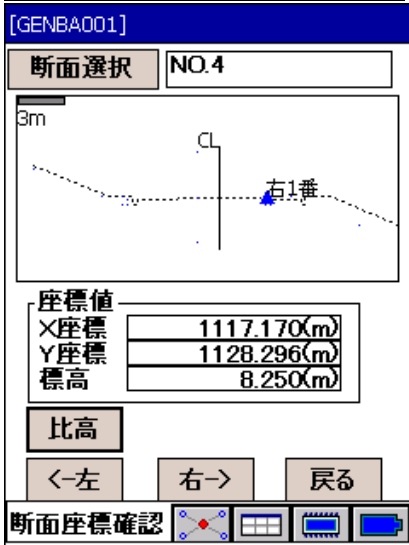 [GENBA001]
断面選択 NO.4
3m
CL
右1番
座標値
X座標 1117.170(m)
Y座標 1128.296(m)
標高 8.250(m)
比高
<-左 右-> 戻る
断面座標確認